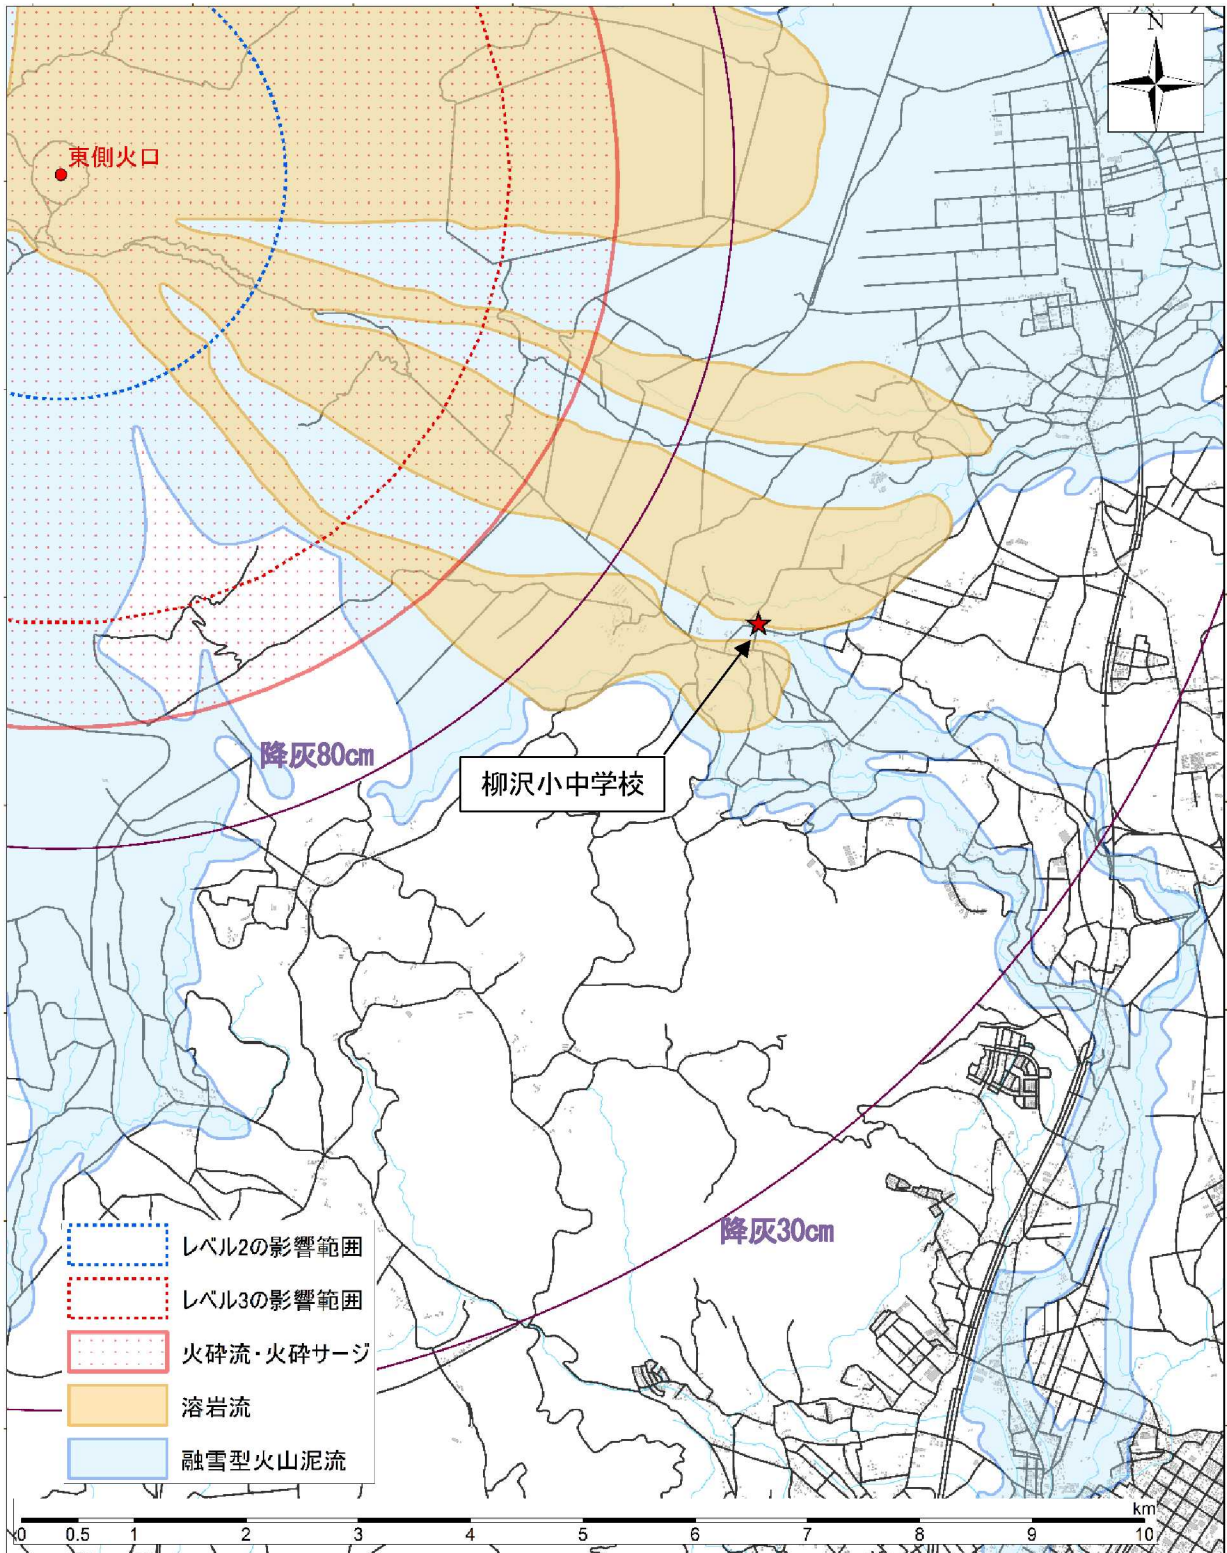 N
東側火口
降灰80cm
柳沢小中学校
降灰30cm
レベル2の影響範囲
レベル3の影響範囲
火砕流・火砕サージ
溶岩流
融雪型火山泥流
km
0 0.5 1 2 3 4 5 6 7 8 9 10